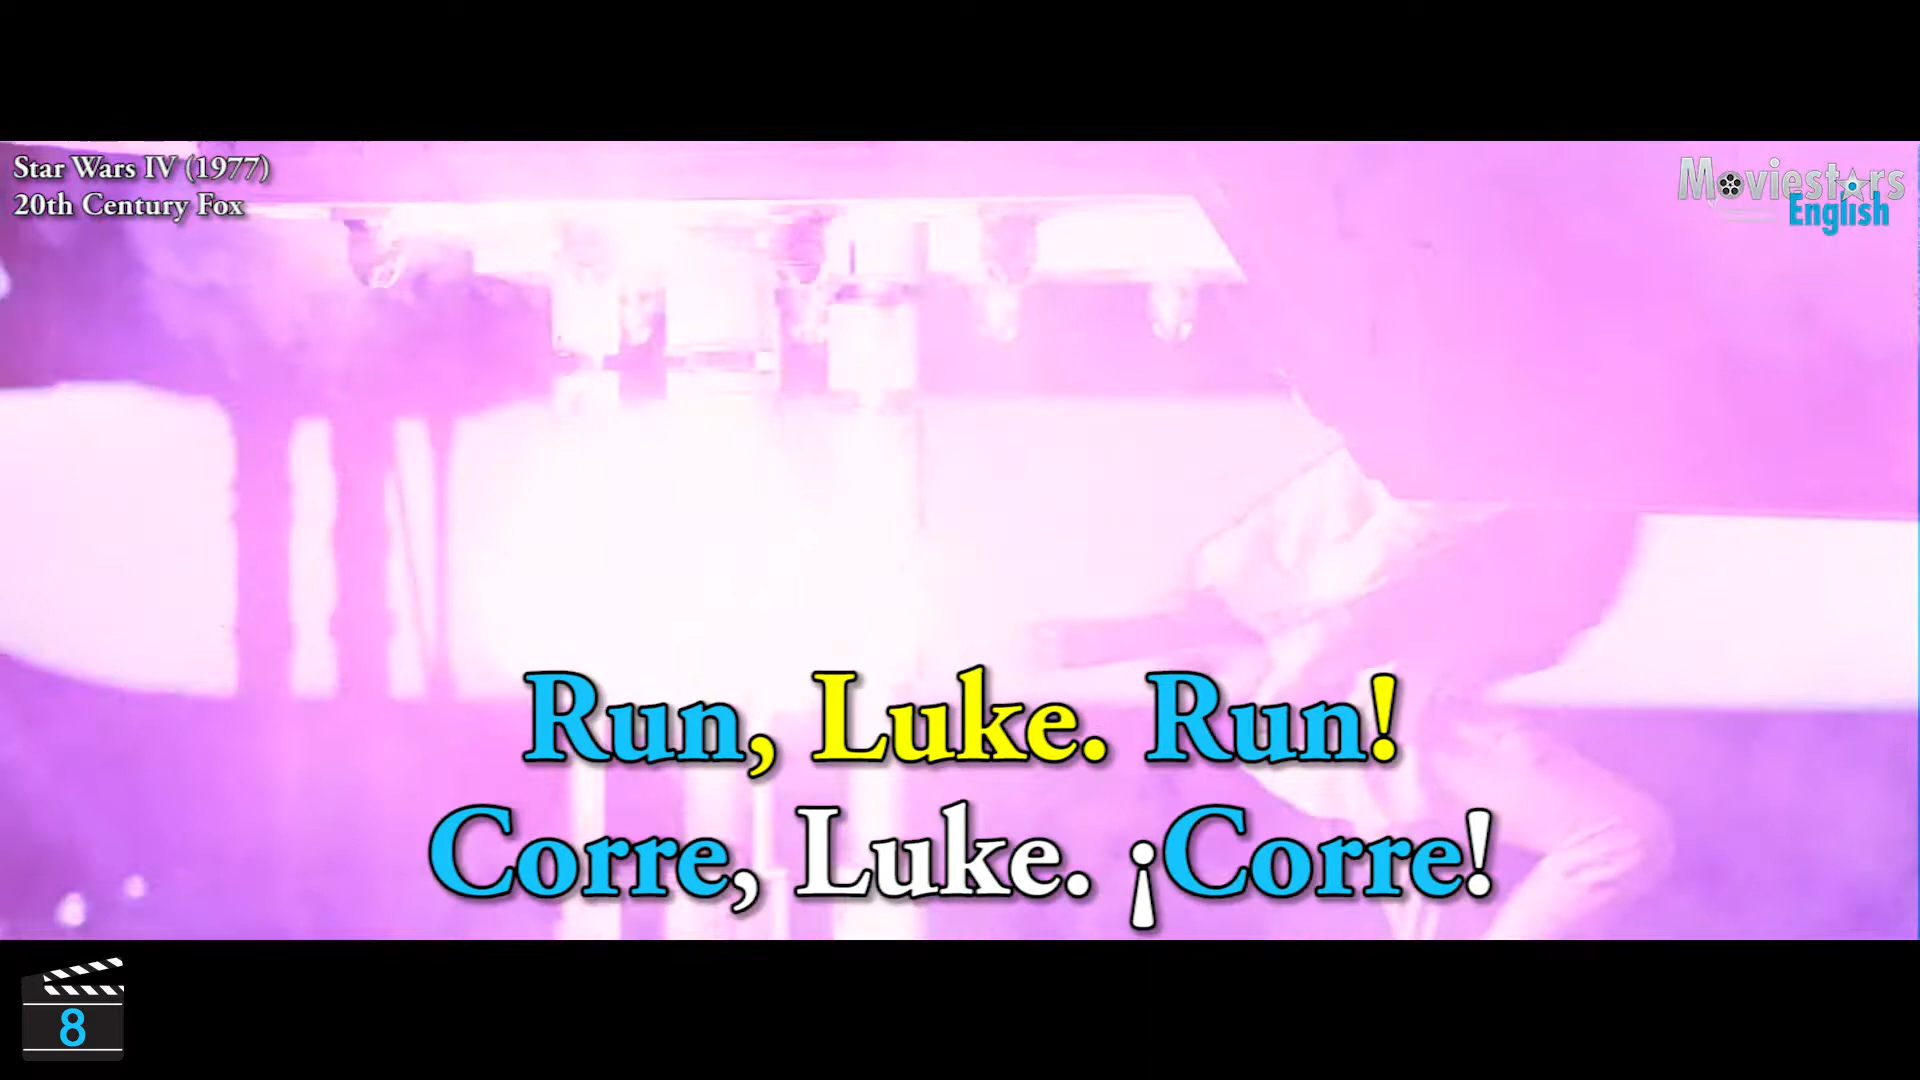 Star Wars IV (1977)
20th Century Fox
Moviestars
English
Run, Luke. Run!
Corre, Luke. ¡Corre!
8